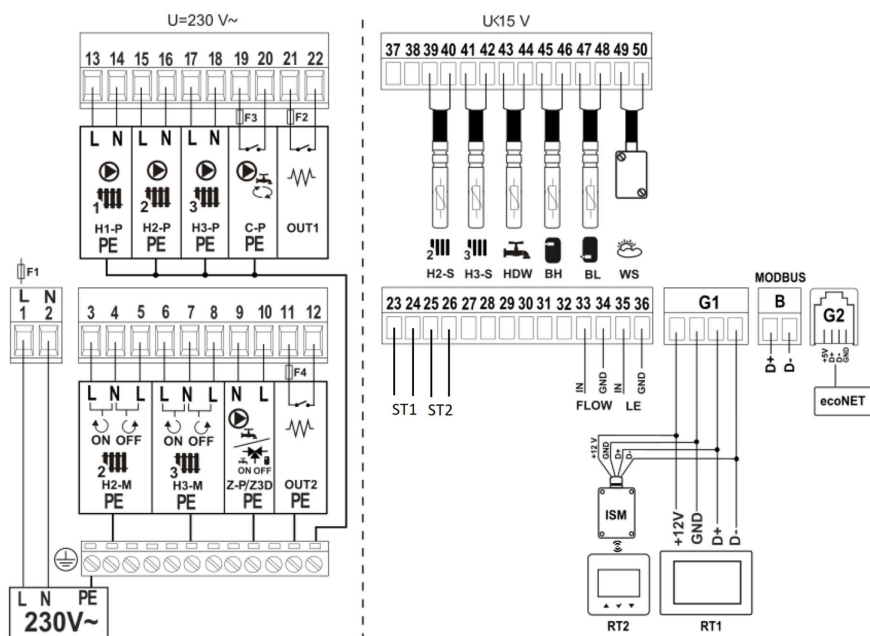 U=230 V~
U<15 V
13 14 15 16 17 18 19 20 21 22
37 38 39 40 41 42 43 44 45 46 47 48 49 50
F3 F2
L N L N L N
1 2 3
H1-P H2-P H3-P C-P OUT1
PE PE PE PE
2 3
H2-S H3-S HDW BH BL WS
F1
L N
1 2
3 4 5 6 7 8 9 10 11 12
F4
23 24 25 26 27 28 29 30 31 32 33 34 35 36
G1
MODBUS
B
G2
D+ D-
+5V D+ D- GND
ecoNET
ST1 ST2
IN GND IN GND
FLOW LE
L N L L N L N L
ON OFF ON OFF
ON OFF
2 3
H2-M H3-M Z-P/Z3D OUT2
PE PE PE PE
+12 V GND D+ D-
ISM
+12V GND D+ D-
RT2 RT1
L N PE
230V~